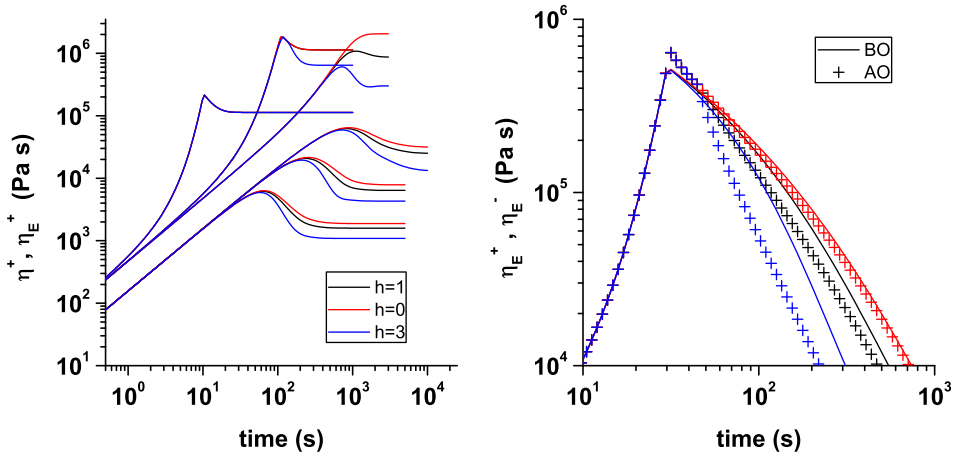 10^6
10^5
10^4
10^3
10^2
10^1
η^+ , η_E^+ (Pa s)
h=1
h=0
h=3
10^0 10^1 10^2 10^3 10^4
time (s)
10^6
10^5
10^4
η_E^+ , η_E^- (Pa s)
BO
AO
10^1 10^2 10^3
time (s)